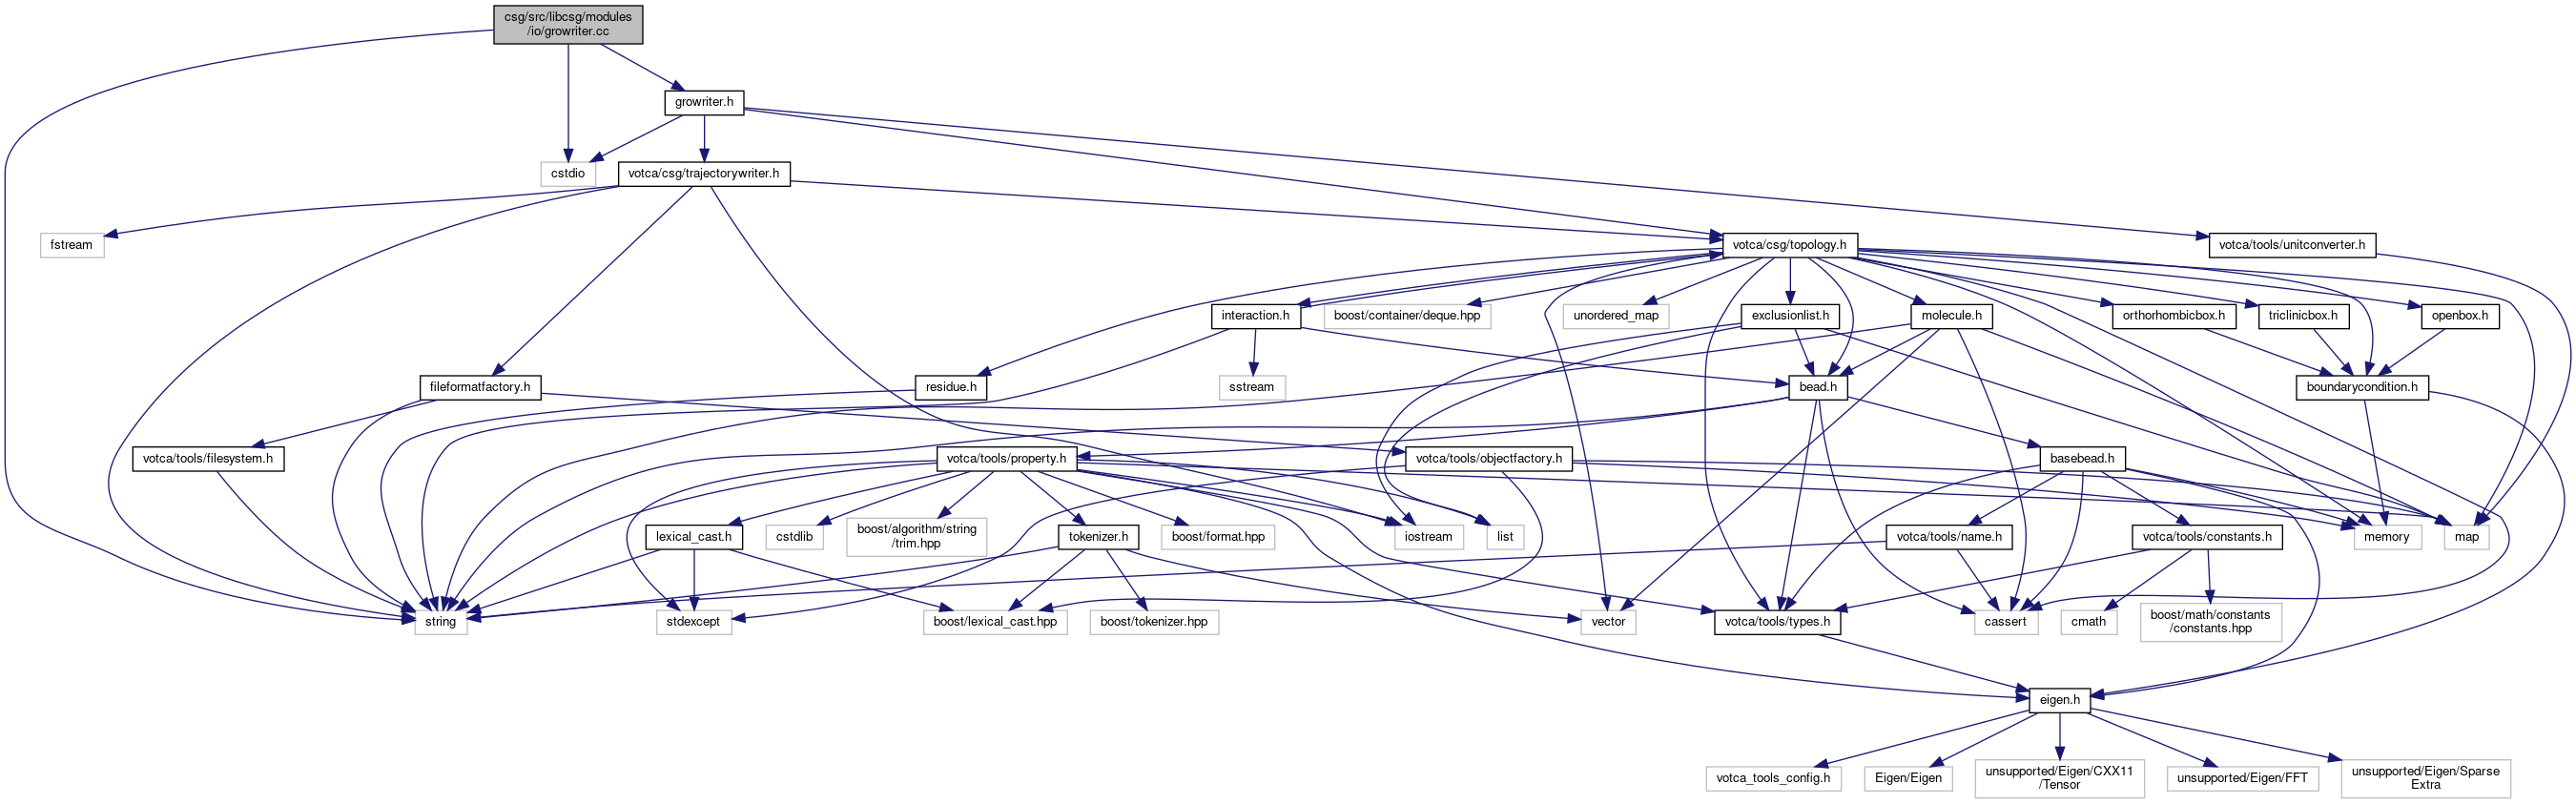 csg/src/libcsg/modules
/io/growriter.cc
growriter.h
cstdio
votca/csg/trajectorywriter.h
fstream
votca/csg/topology.h
votca/tools/unitconverter.h
interaction.h
boost/container/deque.hpp
unordered_map
exclusionlist.h
molecule.h
orthorhombicbox.h
triclinicbox.h
openbox.h
fileformatfactory.h
residue.h
sstream
bead.h
boundarycondition.h
votca/tools/filesystem.h
votca/tools/property.h
votca/tools/objectfactory.h
basebead.h
lexical_cast.h
cstdlib
boost/algorithm/string
/trim.hpp
tokenizer.h
boost/format.hpp
iostream
list
votca/tools/name.h
votca/tools/constants.h
memory
map
string
stdexcept
boost/lexical_cast.hpp
boost/tokenizer.hpp
vector
votca/tools/types.h
cassert
cmath
boost/math/constants
/constants.hpp
eigen.h
votca_tools_config.h
Eigen/Eigen
unsupported/Eigen/CXX11
/Tensor
unsupported/Eigen/FFT
unsupported/Eigen/Sparse
Extra